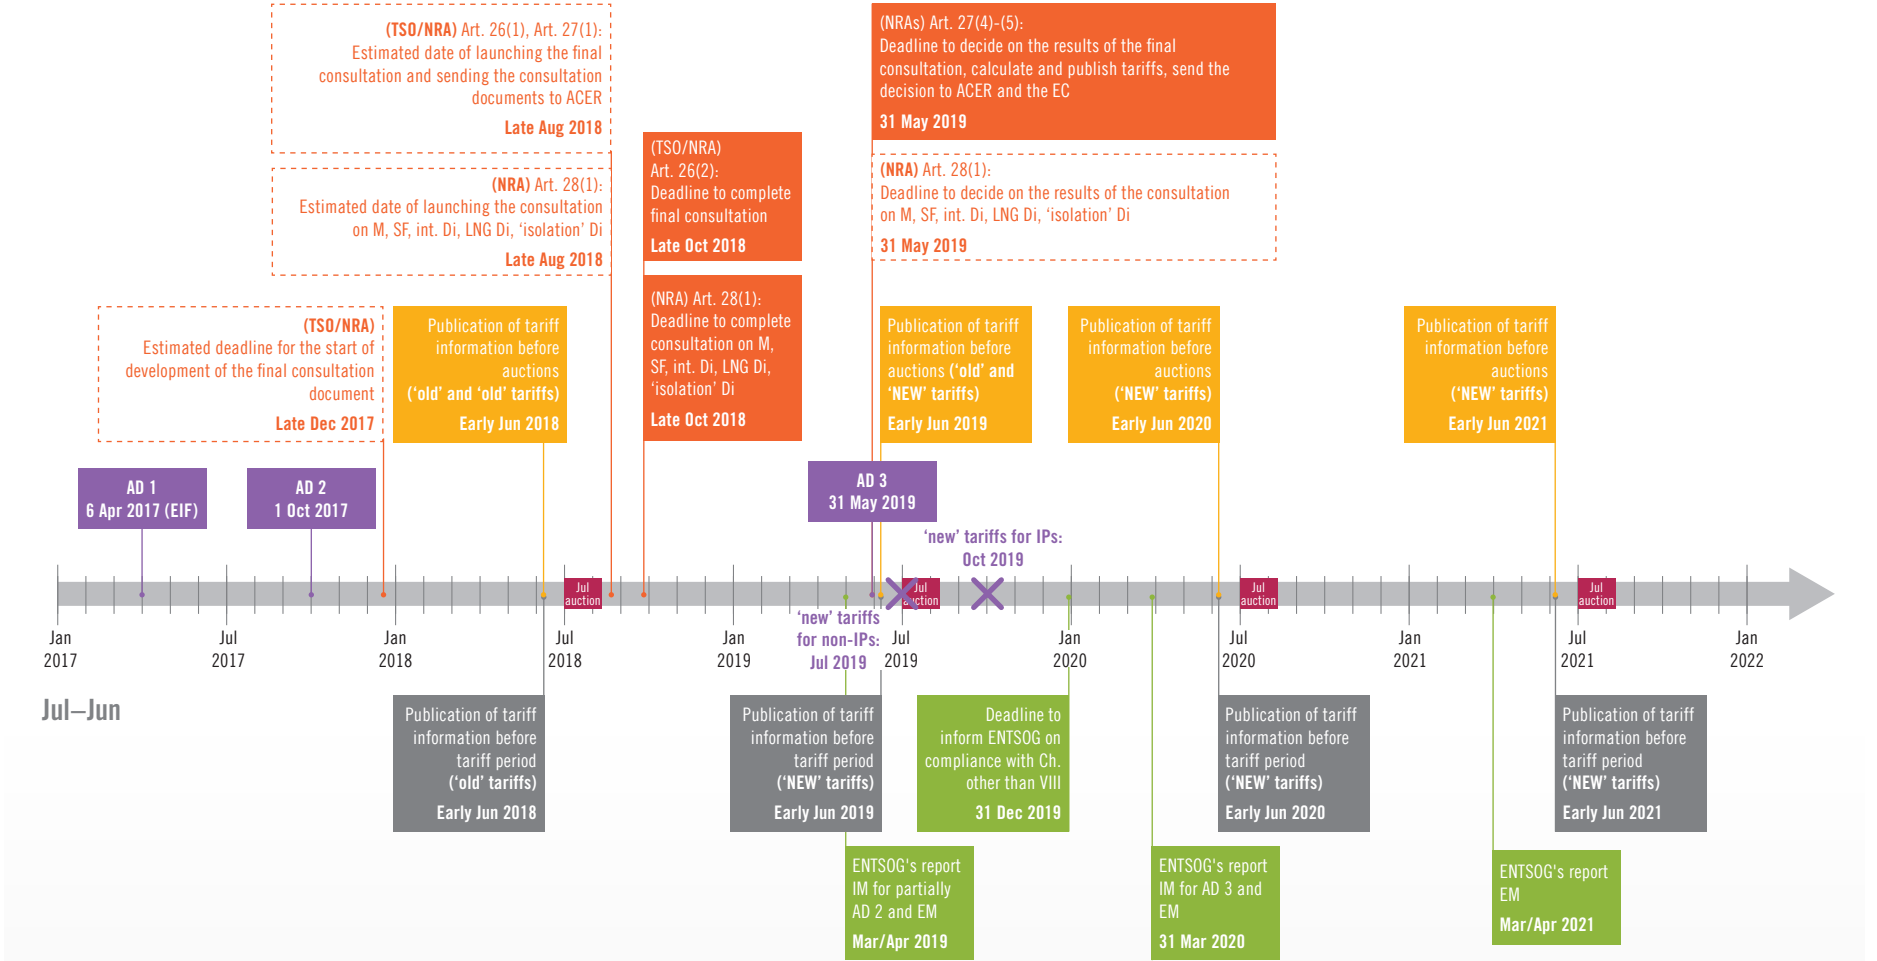 (TSO/NRA) Art. 26(1), Art. 27(1):
Estimated date of launching the final
consultation and sending the consultation
documents to ACER
Late Aug 2018
(NRA) Art. 28(1):
Estimated date of launching the consultation
on M, SF, int. Di, LNG Di, ‘isolation’ Di
Late Aug 2018
(TSO/NRA)
Estimated deadline for the start of
development of the final consultation
document
Late Dec 2017
Publication of tariff
information before
auctions
(‘old’ and ‘old’ tariffs)
Early Jun 2018
(TSO/NRA)
Art. 26(2):
Deadline to complete
final consultation
Late Oct 2018
(NRA) Art. 28(1):
Deadline to complete
consultation on M,
SF, int. Di, LNG Di,
‘isolation’ Di
Late Oct 2018
(NRAs) Art. 27(4)-(5):
Deadline to decide on the results of the final
consultation, calculate and publish tariffs, send the
decision to ACER and the EC
31 May 2019
(NRA) Art. 28(1):
Deadline to decide on the results of the consultation
on M, SF, int. Di, LNG Di, ‘isolation’ Di
31 May 2019
Publication of tariff
information before
auctions (‘old’ and
‘NEW’ tariffs)
Early Jun 2019
Publication of tariff
information before
auctions
(‘NEW’ tariffs)
Early Jun 2020
Publication of tariff
information before
auctions
(‘NEW’ tariffs)
Early Jun 2021
AD 1
6 Apr 2017 (EIF)
AD 2
1 Oct 2017
AD 3
31 May 2019
‘new’ tariffs for IPs:
Oct 2019
Jul
auction
Jul
auction
Jul
auction
Jul
auction
‘new’ tariffs
for non-IPs:
Jul 2019
Jan
2017
Jul
2017
Jan
2018
Jul
2018
Jan
2019
Jul
2019
Jan
2020
Jul
2020
Jan
2021
Jul
2021
Jan
2022
Jul–Jun
Publication of tariff
information before
tariff period
(‘old’ tariffs)
Early Jun 2018
Publication of tariff
information before
tariff period
(‘NEW’ tariffs)
Early Jun 2019
Deadline to
inform ENTSOG on
compliance with Ch.
other than VIII
31 Dec 2019
Publication of tariff
information before
tariff period
(‘NEW’ tariffs)
Early Jun 2020
Publication of tariff
information before
tariff period
(‘NEW’ tariffs)
Early Jun 2021
ENTSOG's report
IM for partially
AD 2 and EM
Mar/Apr 2019
ENTSOG's report
IM for AD 3 and
EM
31 Mar 2020
ENTSOG's report
EM
Mar/Apr 2021